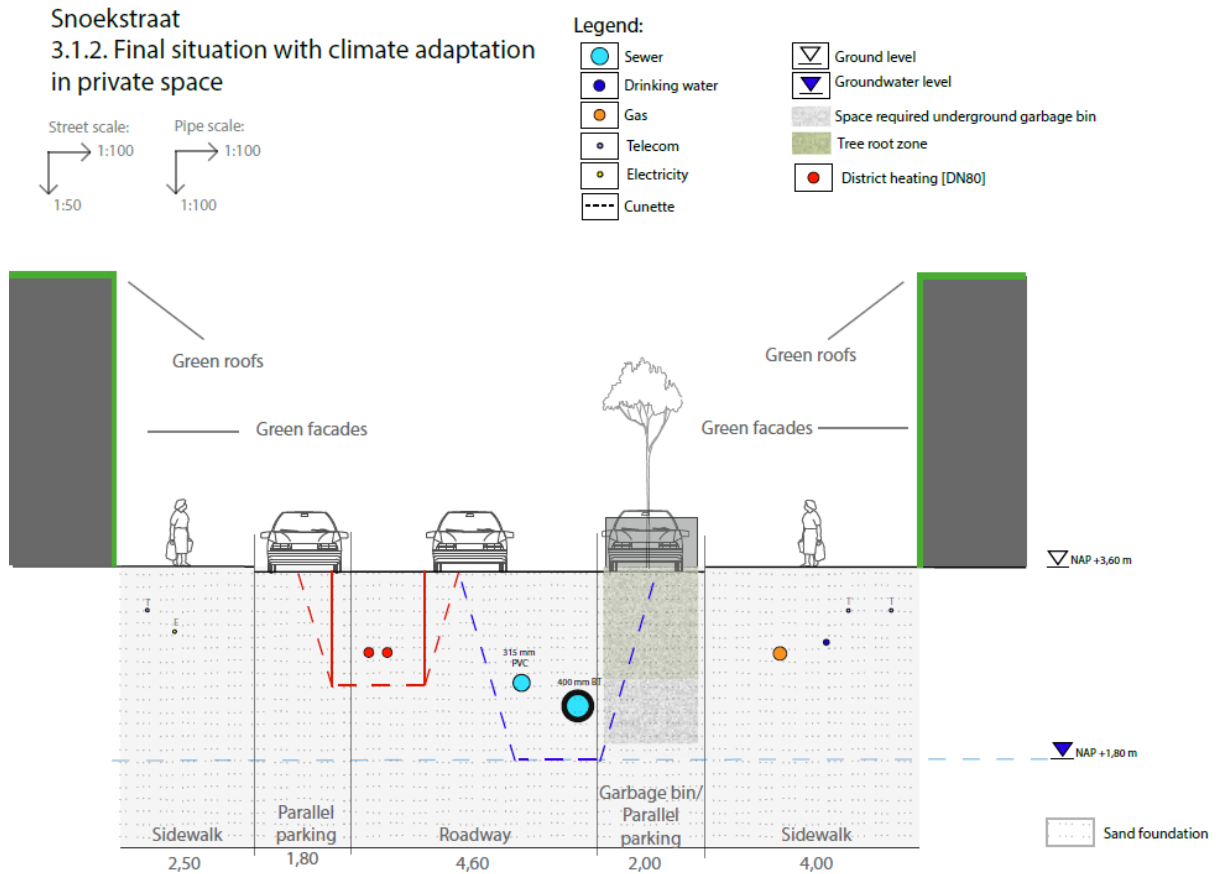 Snoekstraat
3.1.2. Final situation with climate adaptation
in private space
Street scale:
1:100
1:50
Pipe scale:
1:100
1:100
Legend:
Sewer
Drinking water
Gas
Telecom
Electricity
Cunette
Ground level
Groundwater level
Space required underground garbage bin
Tree root zone
District heating [DN80]
Green roofs
Green roofs
Green facades
Green facades
NAP +3,60 m
T
E
T
T
315 mm
PVC
400 mm BT
NAP +1,80 m
Sidewalk
2,50
Parallel
parking
1,80
Roadway
4,60
Garbage bin/
Parallel
parking
2,00
Sidewalk
4,00
Sand foundation